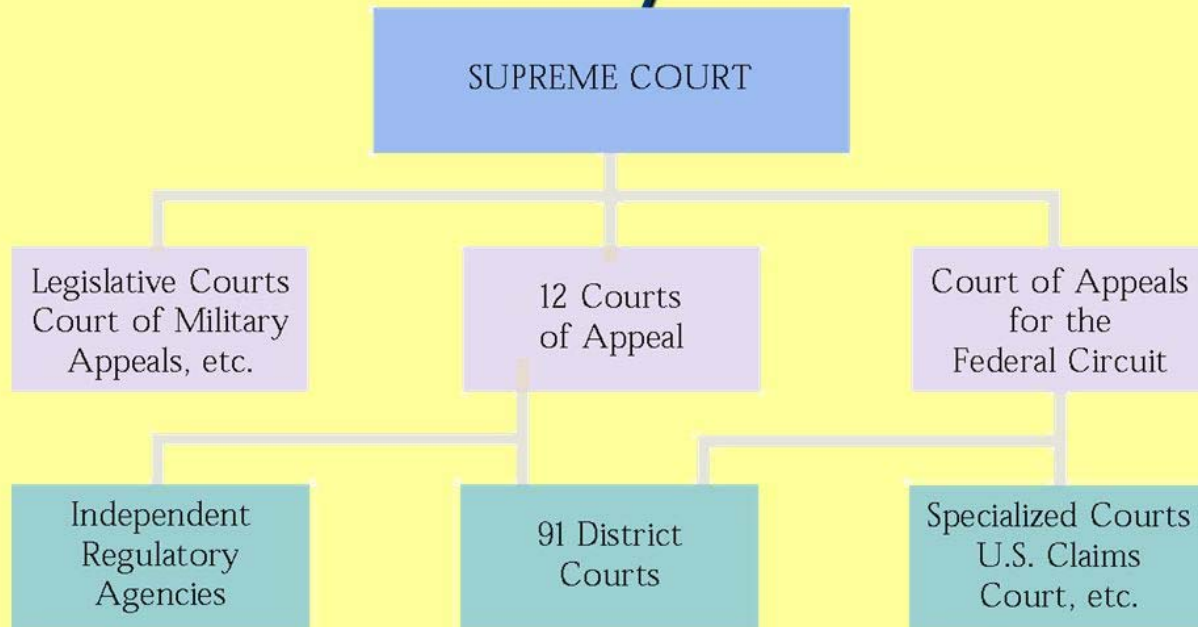 SUPREME COURT
Legislative Courts
Court of Military
Appeals, etc.
12 Courts
of Appeal
Court of Appeals
for the
Federal Circuit
Independent
Regulatory
Agencies
91 District
Courts
Specialized Courts
U.S. Claims
Court, etc.